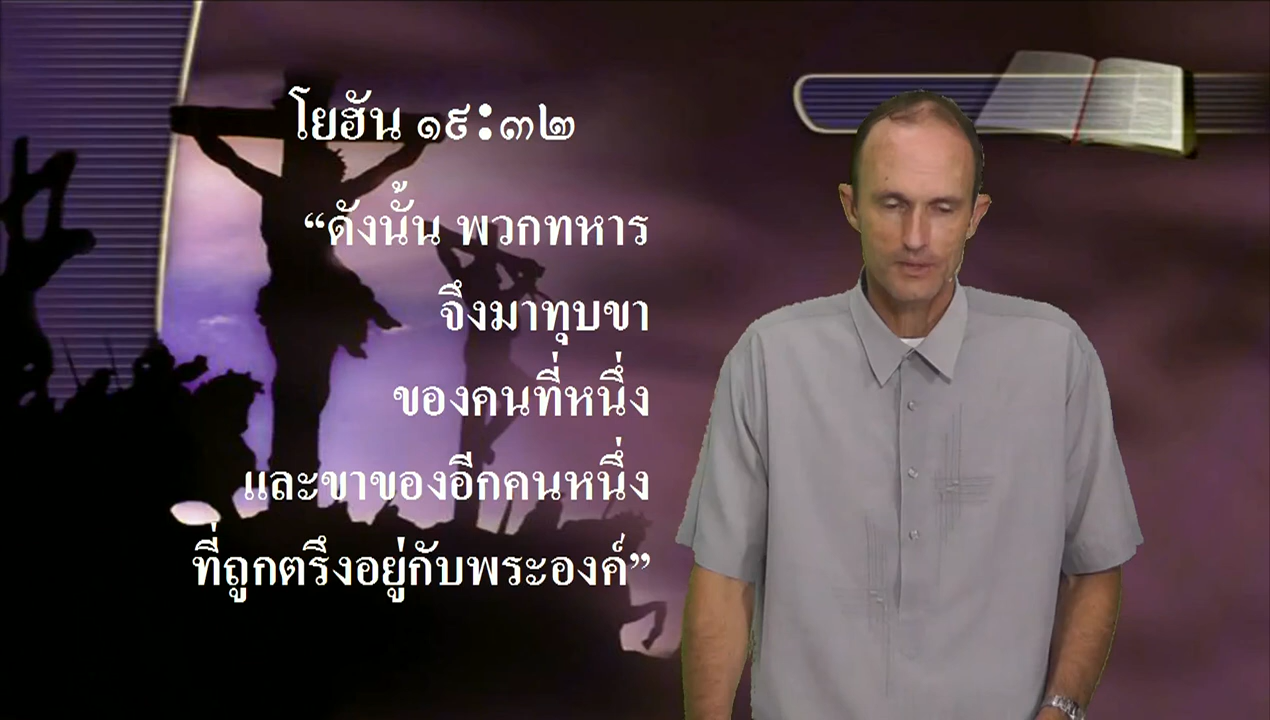 โยฮัน ๑๙:๓๒
“ดังนั้น พวกทหาร
จึงมาทุบขา
ของคนที่หนึ่ง
และขาของอีกคนหนึ่ง
ที่ถูกตรึงอยู่กับพระองค์”